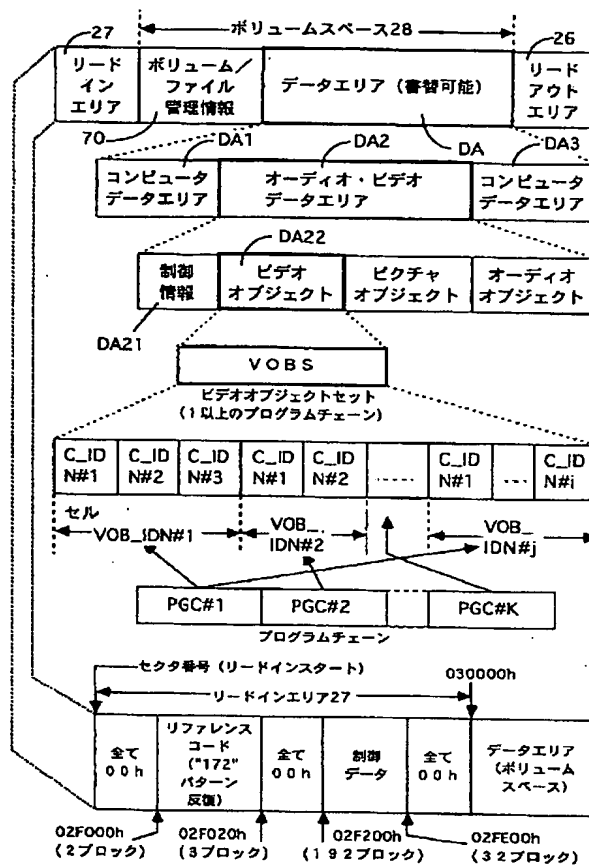 27
ボリュームスペース28
26
リード
イン
エリア
ボリューム／
ファイル
管理情報
データエリア（書替可能）
リード
アウト
エリア
70
DA1
DA2
DA
DA3
コンピュータ
データエリア
オーディオ・ビデオ
データエリア
コンピュータ
データエリア
DA22
制御
情報
ビデオ
オブジェクト
ピクチャ
オブジェクト
オーディオ
オブジェクト
DA21
VOBS
ビデオオブジェクトセット
（1以上のプログラムチェーン）
C_ID
N#1
C_ID
N#2
C_ID
N#3
C_ID
N#1
C_ID
N#2
C_ID
N#1
C_ID
N#i
セル
VOB_IDN#1
VOB_
IDN#2
VOB_
IDN#j
PGC#1
PGC#2
PGC#K
プログラムチェーン
セクタ番号（リードインスタート）
030000h
リードインエリア27
全て
00h
リファレンス
コード
("172"
パターン
反復）
全て
00h
制御
データ
全て
00h
データエリア
（ボリューム
スペース）
02F000h
（2ブロック）
02F020h
（3ブロック）
02F200h
（192ブロック）
02FE00h
（32ブロック）